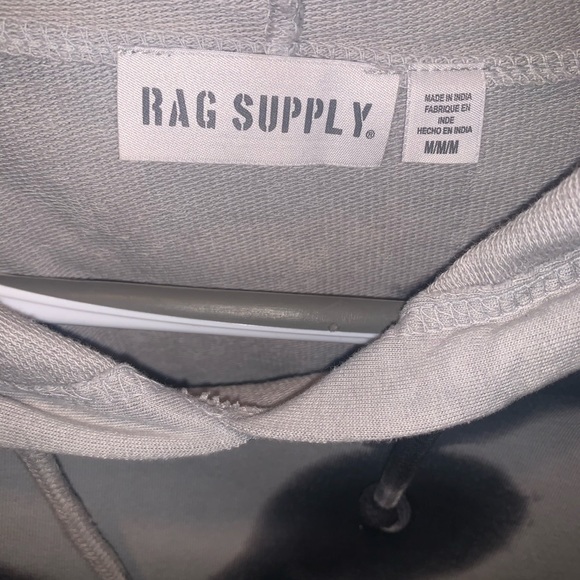 RAG SUPPLY®
MADE IN INDIA
FABRIQUE EN
INDE
HECHO EN INDIA
M/M/M